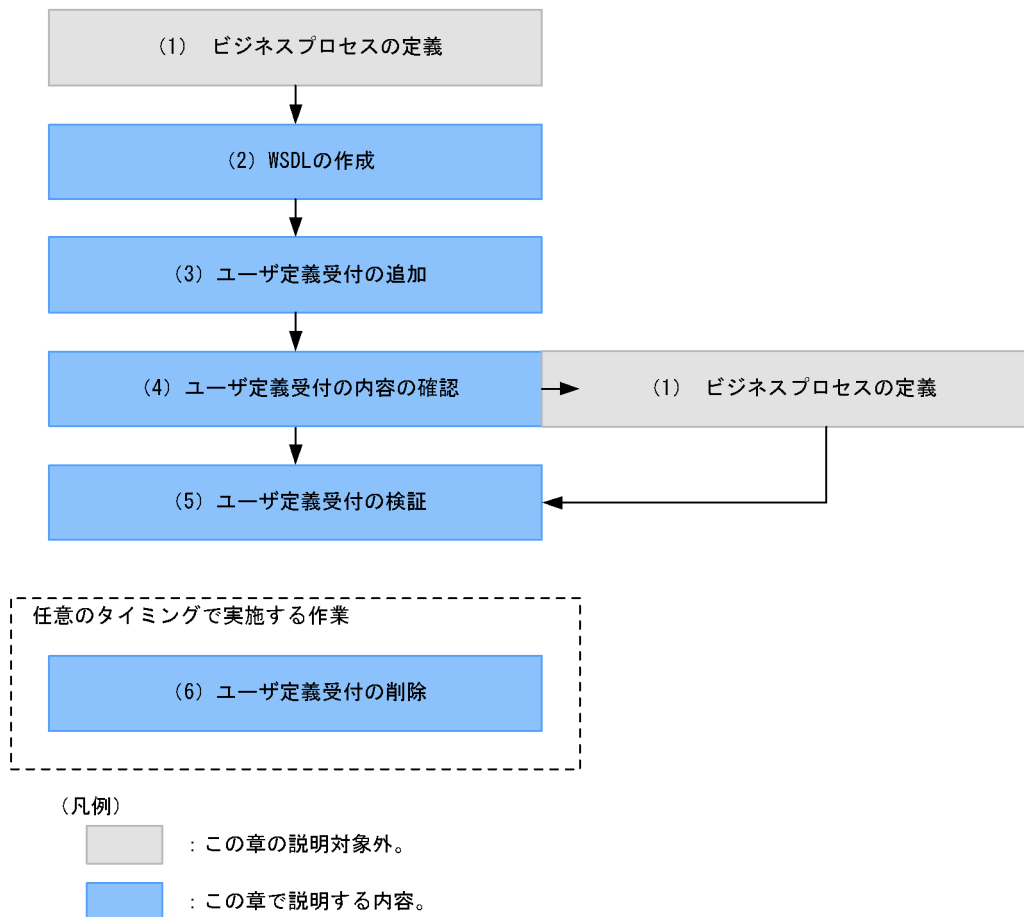 (1) ビジネスプロセスの定義
(2) WSDLの作成
(3) ユーザ定義受付の追加
(4) ユーザ定義受付の内容の確認
(1) ビジネスプロセスの定義
(5) ユーザ定義受付の検証
任意のタイミングで実施する作業
(6) ユーザ定義受付の削除
(凡例)
：この章の説明対象外。
：この章で説明する内容。